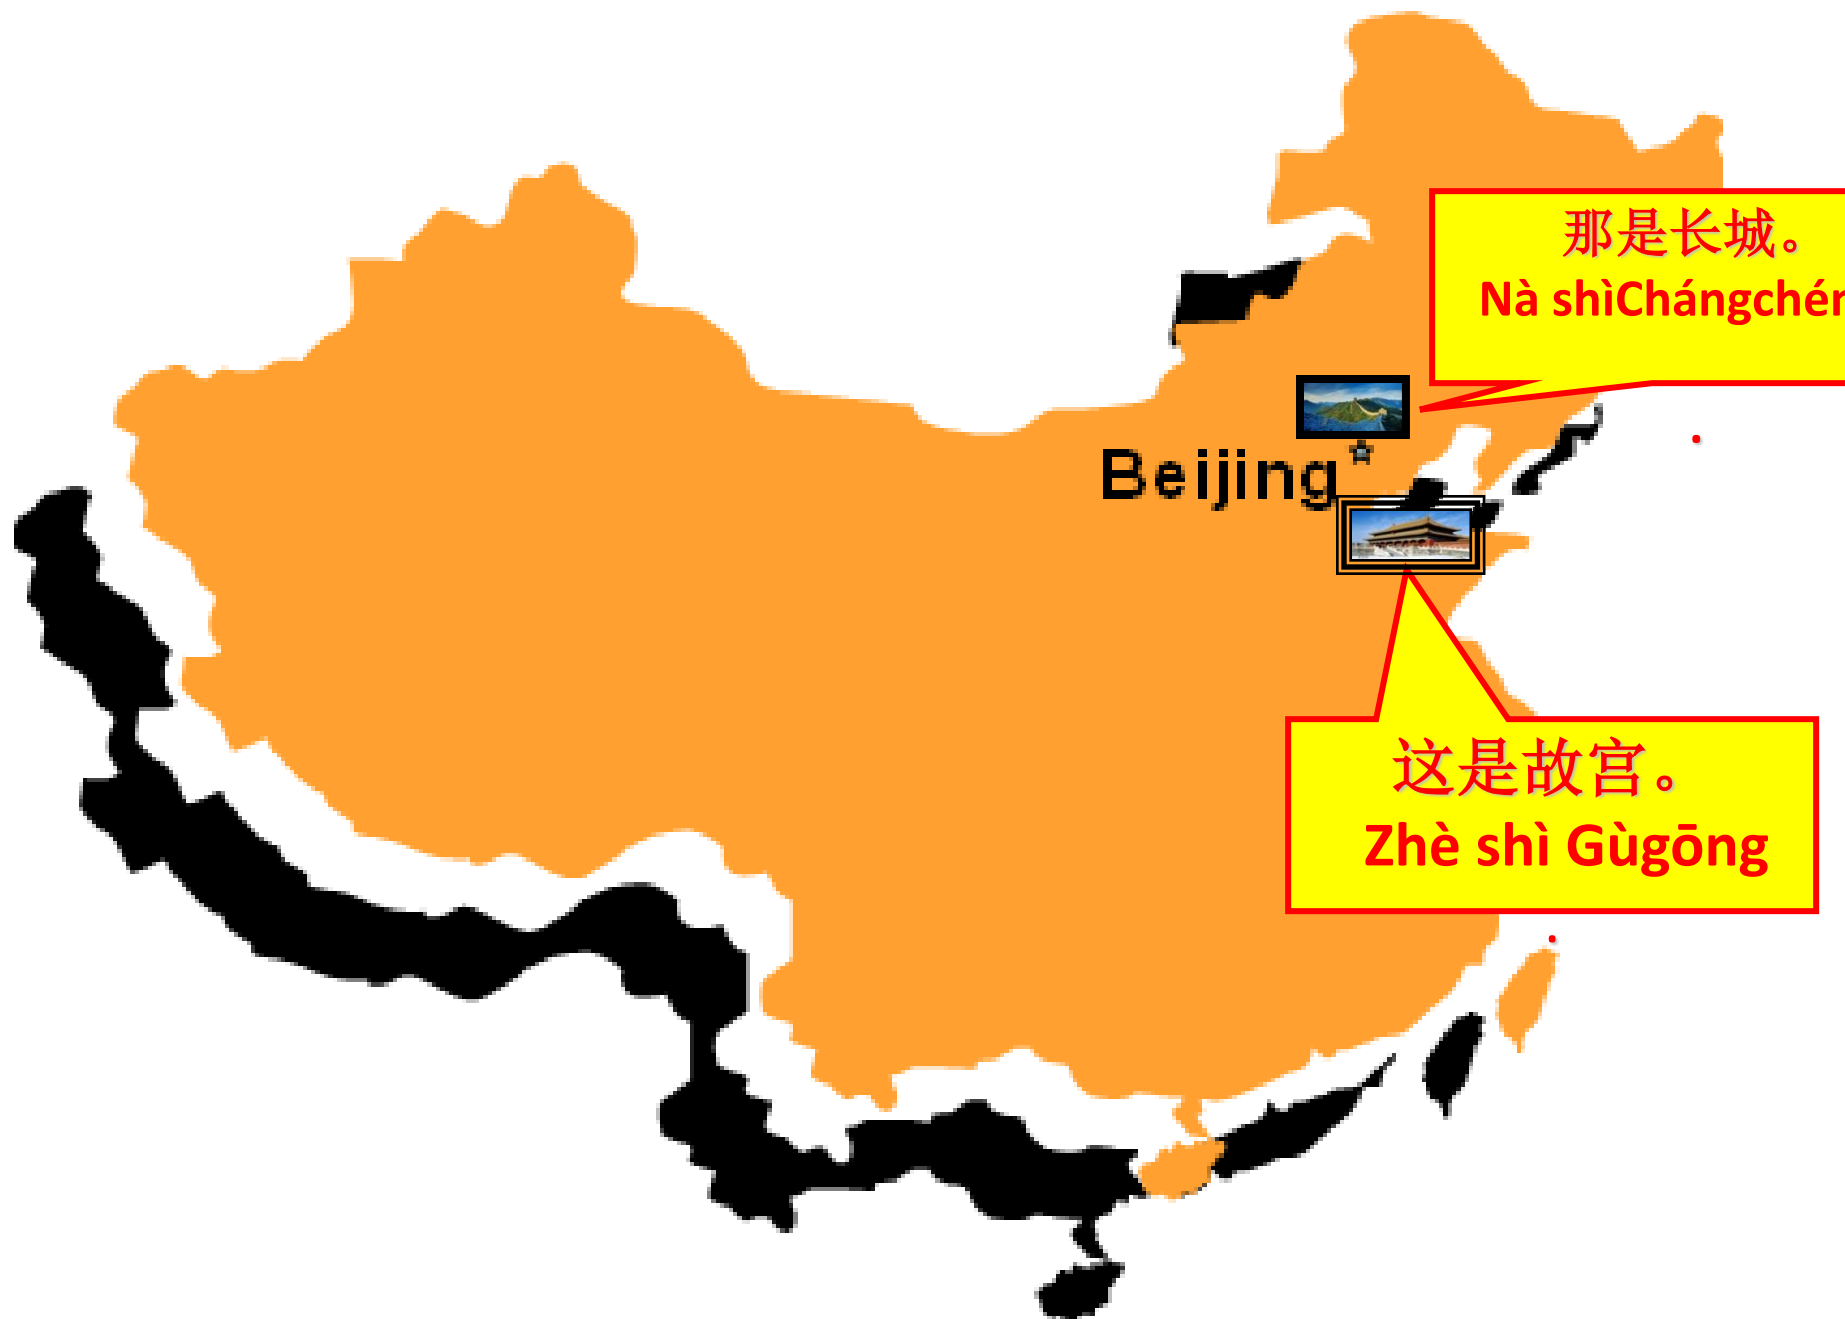 那是长城。
Nà shìChángchén
Beijing
这是故宫。
Zhè shì Gùgōng